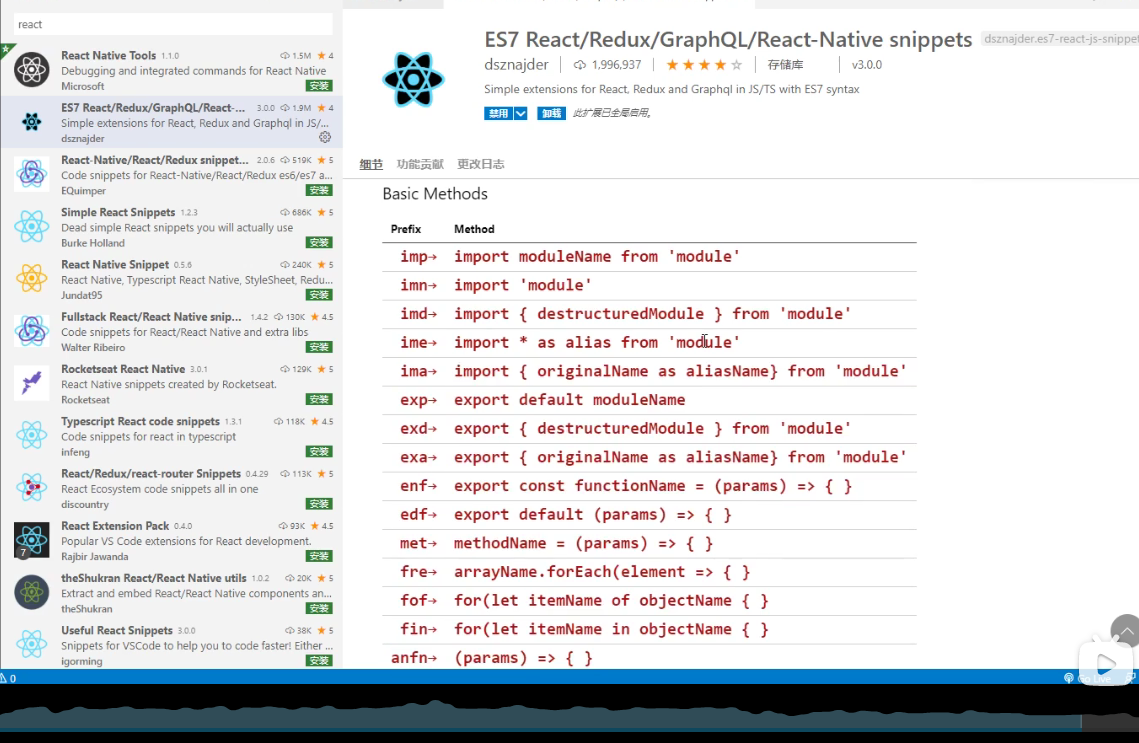 react
React Native Tools 1.1.0 1.5M 4
Debugging and integrated commands for React Native
Microsoft 安装
ES7 React/Redux/GraphQL/React-... 3.0.0 1.9M 4
Simple extensions for React, Redux and Graphql in JS/...
dsznajder
React-Native/React/Redux snippet... 2.0.6 519K 5
Code snippets for React-Native/React/Redux es6/es7 a...
EQuimper 安装
Simple React Snippets 1.2.3 686K 5
Dead simple React snippets you will actually use
Burke Holland 安装
React Native Snippet 0.5.6 240K 5
React Native, Typescript React Native, StyleSheet, Redu...
Jundat95 安装
Fullstack React/React Native snip... 1.4.2 130K 4.5
Code snippets for React/React Native and extra libs
Walter Ribeiro 安装
Rocketseat React Native 3.0.1 129K 5
React Native snippets created by Rocketseat.
Rocketseat 安装
Typescript React code snippets 1.3.1 118K 4.5
Code snippets for react in typescript
infeng 安装
React/Redux/react-router Snippets 0.4.29 113K 5
React Ecosystem code snippets all in one
discountry 安装
React Extension Pack 0.4.0 93K 4.5
Popular VS Code extensions for React development.
7
Rajbir Jawanda 安装
theShukran React/React Native utils 1.0.2 20K 5
Extract and embed React/React Native components an...
theShukran 安装
Useful React Snippets 3.0.0 38K 5
Snippets for VSCode to help you to code faster! Either ...
igorming 安装
ES7 React/Redux/GraphQL/React-Native snippets dsznajder.es7-react-js-snippet
dsznajder 1,996,937 存储库 v3.0.0
Simple extensions for React, Redux and Graphql in JS/TS with ES7 syntax
禁用 卸载 此扩展已全局启用。
细节 功能贡献 更改日志
Basic Methods
Prefix Method
imp→ import moduleName from 'module'
imn→ import 'module'
imd→ import { destructuredModule } from 'module'
ime→ import * as alias from 'module'
ima→ import { originalName as aliasName} from 'module'
exp→ export default moduleName
exd→ export { destructuredModule } from 'module'
exa→ export { originalName as aliasName} from 'module'
enf→ export const functionName = (params) => { }
edf→ export default (params) => { }
met→ methodName = (params) => { }
fre→ arrayName.forEach(element => { }
fof→ for(let itemName of objectName { }
fin→ for(let itemName in objectName { }
anfn→ (params) => { }
0 Go Live